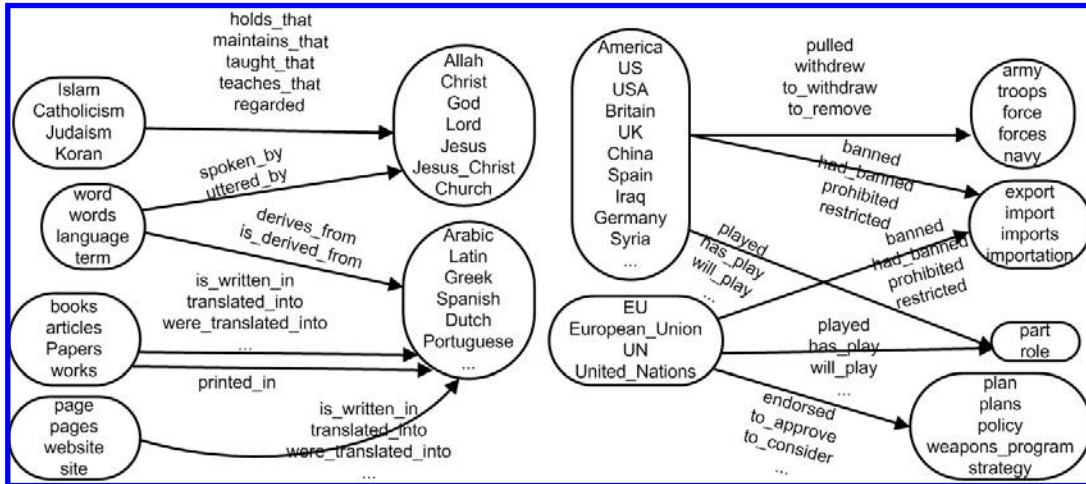 holds_that
maintains_that
taught_that
teaches_that
regarded
Islam
Catholicism
Judaism
Koran
Allah
Christ
God
Lord
Jesus
Jesus_Christ
Church
spoken_by
uttered_by
word
words
language
term
derives_from
is_derived_from
Arabic
Latin
Greek
Spanish
Dutch
Portuguese
...
is_written_in
translated_into
were_translated_into
...
books
articles
Papers
works
printed_in
page
pages
website
site
is_written_in
translated_into
were_translated_into
...
America
US
USA
Britain
UK
China
Spain
Iraq
Germany
Syria
...
pulled
withdrew
to_withdraw
to_remove
army
troops
force
forces
navy
banned
had_banned
prohibited
restricted
export
import
imports
importation
played
has_play
will_play
...
banned
had_banned
prohibited
restricted
EU
European_Union
UN
United_Nations
played
has_play
will_play
...
part
role
endorsed
to_approve
to_consider
...
plan
plans
policy
weapons_program
strategy